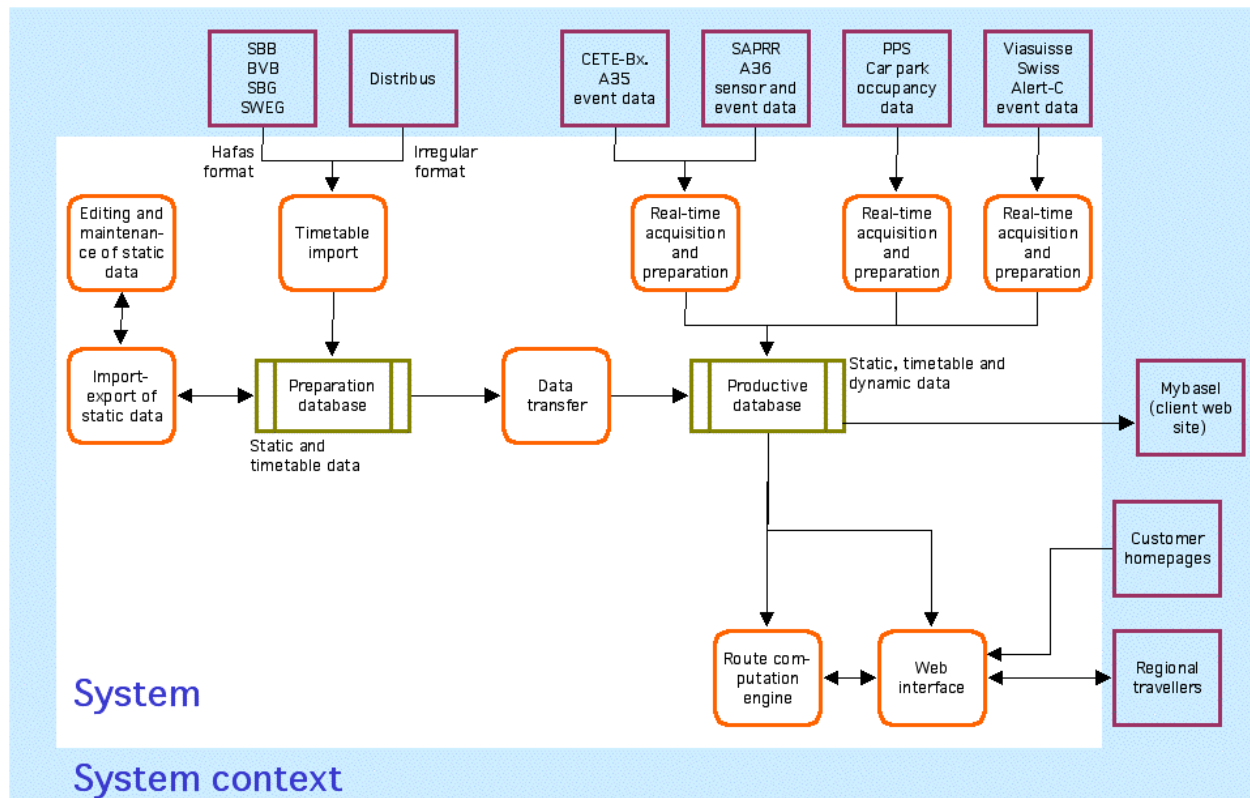 SBB
BVB
SBG
SWEG
Distribus
CETE-Bx.
A35
event data
SAPRR
A36
sensor and
event data
PPS
Car park
occupancy
data
Viasuisse
Swiss
Alert-C
event data
Hafas
format
Irregular
format
Editing and
maintenan-
ce of static
data
Timetable
import
Real-time
acquisition
and
preparation
Real-time
acquisition
and
preparation
Real-time
acquisition
and
preparation
Import-
export of
static data
Preparation
database
Static and
timetable data
Data
transfer
Productive
database
Static, timetable and
dynamic data
Mybasel
(client web
site)
Customer
homepages
Route com-
putation
engine
Web
interface
Regional
travellers
System
System context